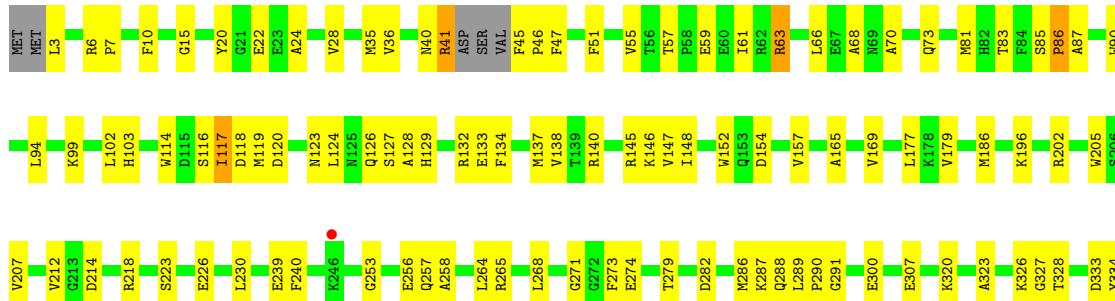 MET MET L3 R6 P7 F10 G15 Y20 G21 E22 E23 A24 V28 M35 V36 N40 R41 ASP SER VAL F45 P46 F47 F51 V55 T56 T57 P58 E59 E60 I61 R62 R63 L66 E67 A68 N69 A70 Q73 M81 H82 T83 F84 S85 P86 A87
L94 K99 L102 H103 W114 D115 S116 I117 D118 M119 D120 N123 L124 N125 Q126 S127 A128 H129 R132 E133 F134 M137 V138 T139 R140 R145 K146 V147 I148 W152 Q153 D154 V157 A165 V169 L177 K178 V179 M186 K196 R202 W205
V207 V212 G213 D214 R218 S223 E226 L230 E239 F240 K246 G253 E256 Q257 A258 L264 R265 L268 G271 G272 F273 E274 T279 D282 M286 K287 Q288 L289 P290 G291 E300 E307 K320 A323 K326 G327 T328 D333